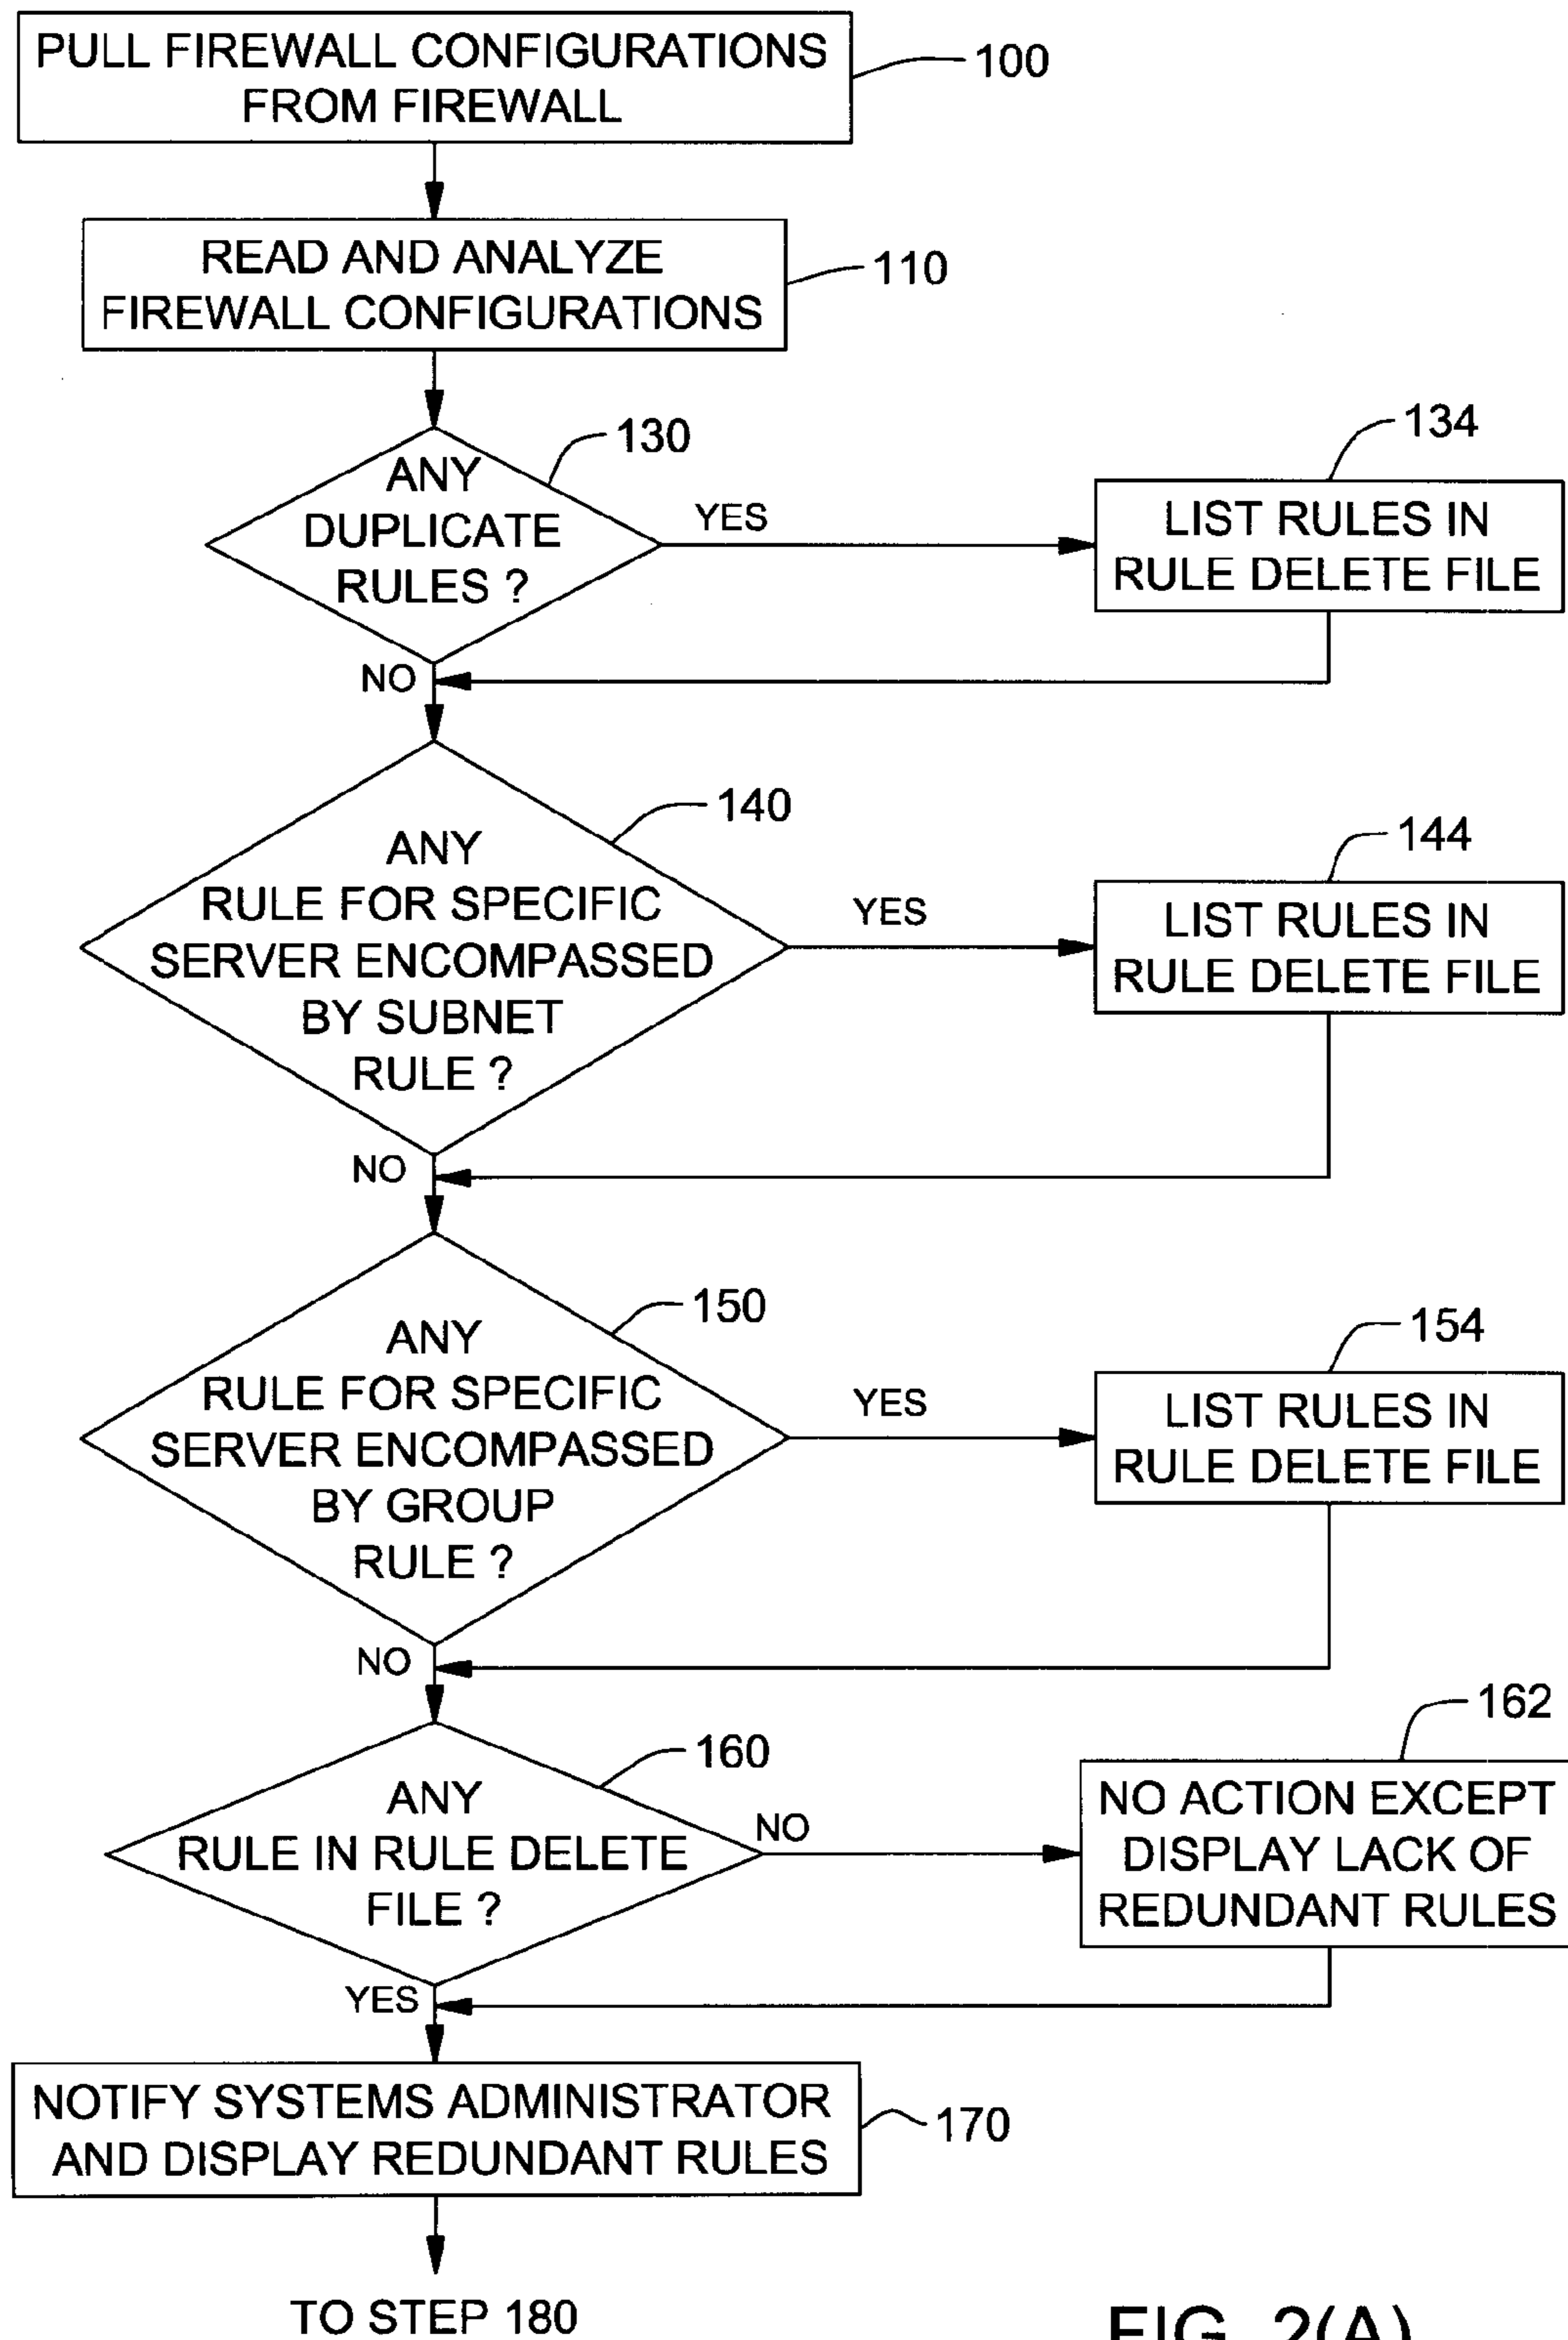 PULL FIREWALL CONFIGURATIONS
FROM FIREWALL
100
READ AND ANALYZE
FIREWALL CONFIGURATIONS
110
ANY
DUPLICATE
RULES ?
130
YES
134
LIST RULES IN
RULE DELETE FILE
NO
ANY
RULE FOR SPECIFIC
SERVER ENCOMPASSED
BY SUBNET
RULE ?
140
YES
144
LIST RULES IN
RULE DELETE FILE
NO
ANY
RULE FOR SPECIFIC
SERVER ENCOMPASSED
BY GROUP
RULE ?
150
YES
154
LIST RULES IN
RULE DELETE FILE
NO
ANY
RULE IN RULE DELETE
FILE ?
160
NO
162
NO ACTION EXCEPT
DISPLAY LACK OF
REDUNDANT RULES
YES
NOTIFY SYSTEMS ADMINISTRATOR
AND DISPLAY REDUNDANT RULES
170
TO STEP 180
FIG. 2(A)